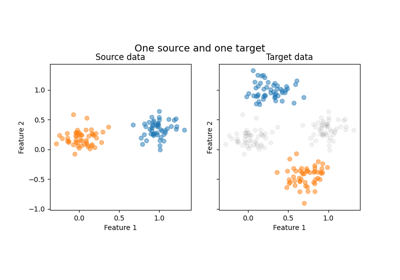 One source and one target
Source data
Target data
Feature 2
1.0
0.5
0.0
−0.5
−1.0
0.0 0.5 1.0
Feature 1
Feature 2
0.0 0.5 1.0
Feature 1